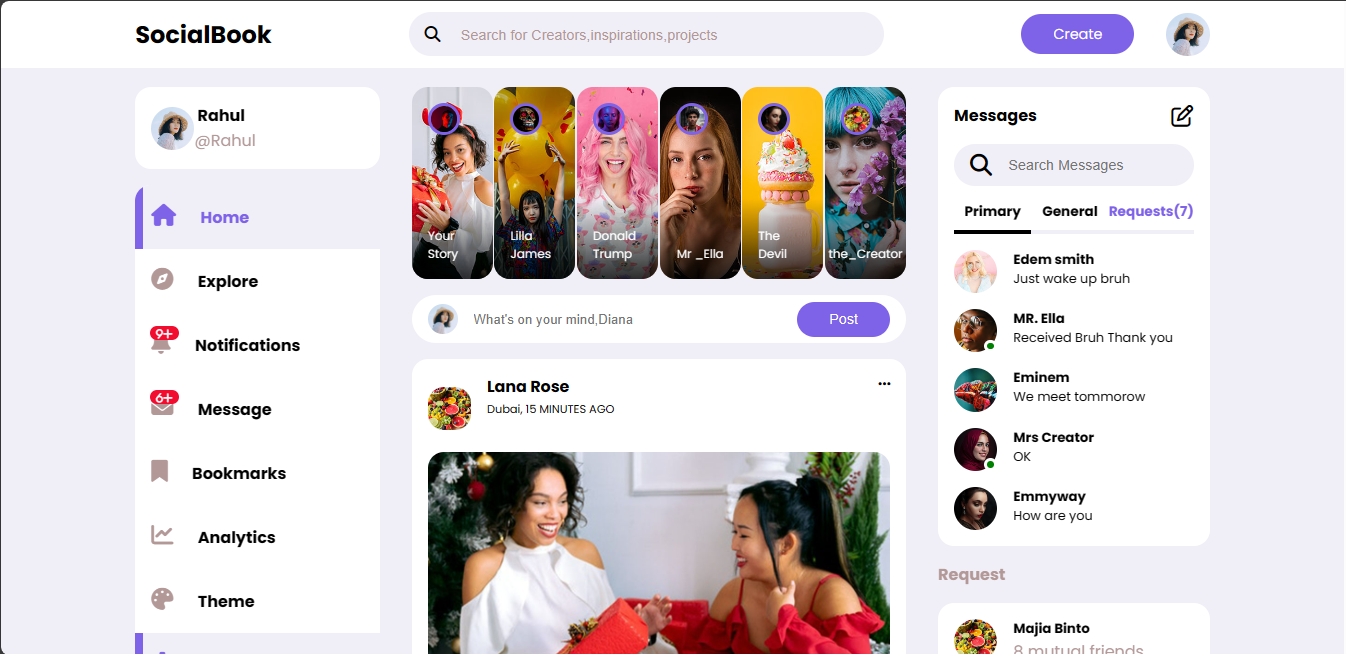 SocialBook
Search for Creators,inspirations,projects
Create
Rahul
@Rahul
Home
Explore
9+
Notifications
6+
Message
Bookmarks
Analytics
Theme
Your
Story
Lilla
James
Donald
Trump
Mr _Ella
The
Devil
the_Creator
What's on your mind,Diana
Post
Lana Rose
Dubai, 15 MINUTES AGO
Messages
Search Messages
Primary
General
Requests(7)
Edem smith
Just wake up bruh
MR. Ella
Received Bruh Thank you
Eminem
We meet tommorow
Mrs Creator
OK
Emmyway
How are you
Request
Majia Binto
8 mutual friends